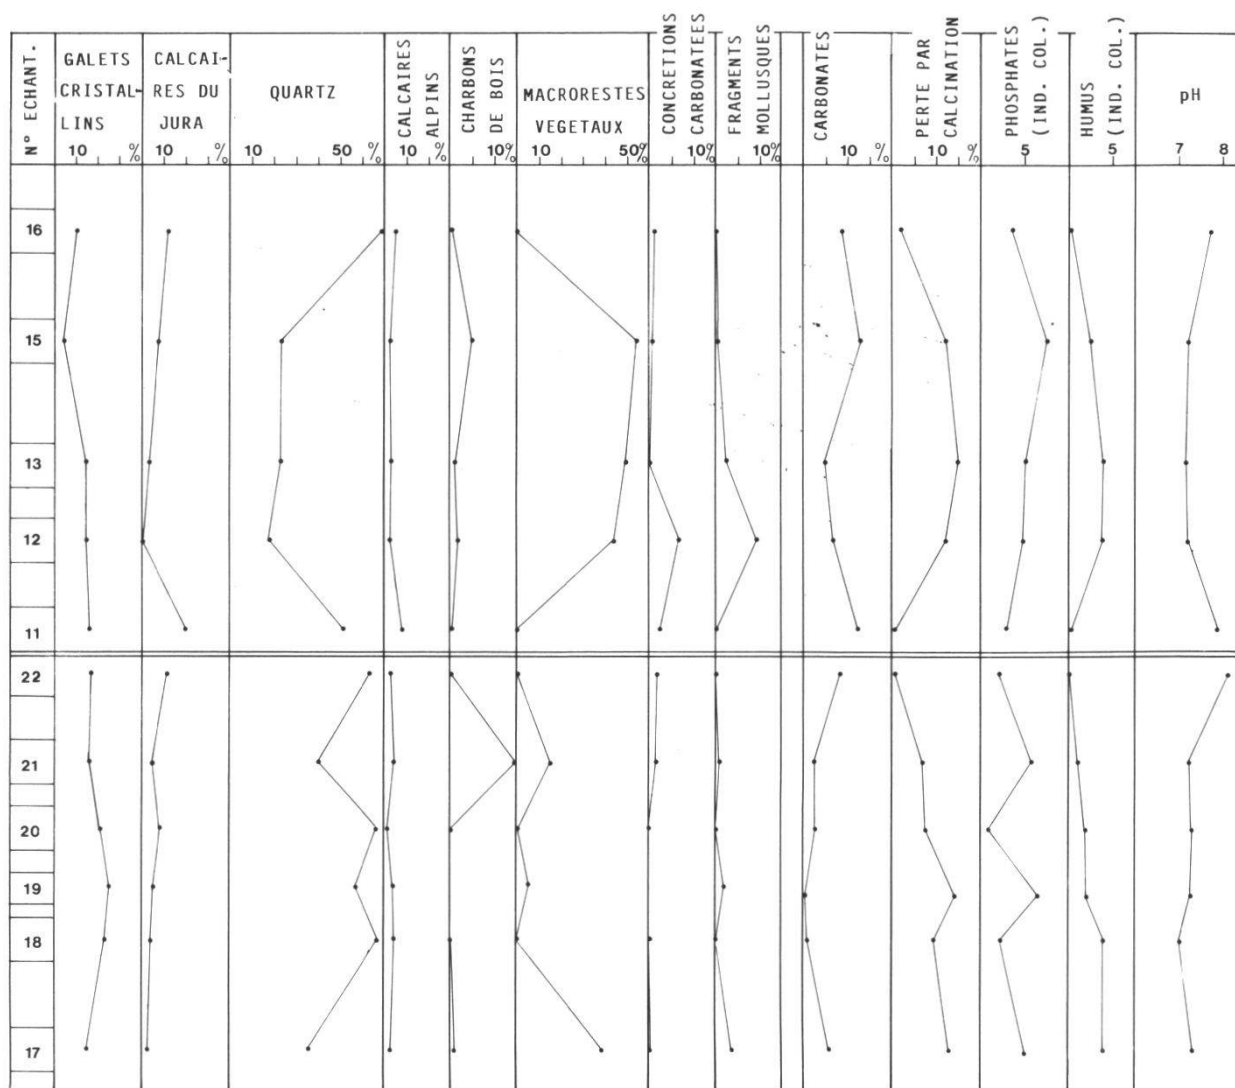 N° ECHANT.
GALETS
CRISTAL-
LINS
10 %
CALCAI-
RES DU
JURA
10 %
QUARTZ
10 50 %
CALCAIRES
ALPINS
10 %
CHARBONS
DE BOIS
10%
MACRORESTES
VEGETAUX
10 50%
CONCRETIONS
CARBONATEES
10%
FRAGMENTS
MOLLUSQUES
10%
CARBONATES
10 %
PERTE PAR
CALCINATION
10 %
PHOSPHATES
(IND. COL.)
5
HUMUS
(IND. COL.)
5
pH
7 8
16
15
13
12
11
22
21
20
19
18
17